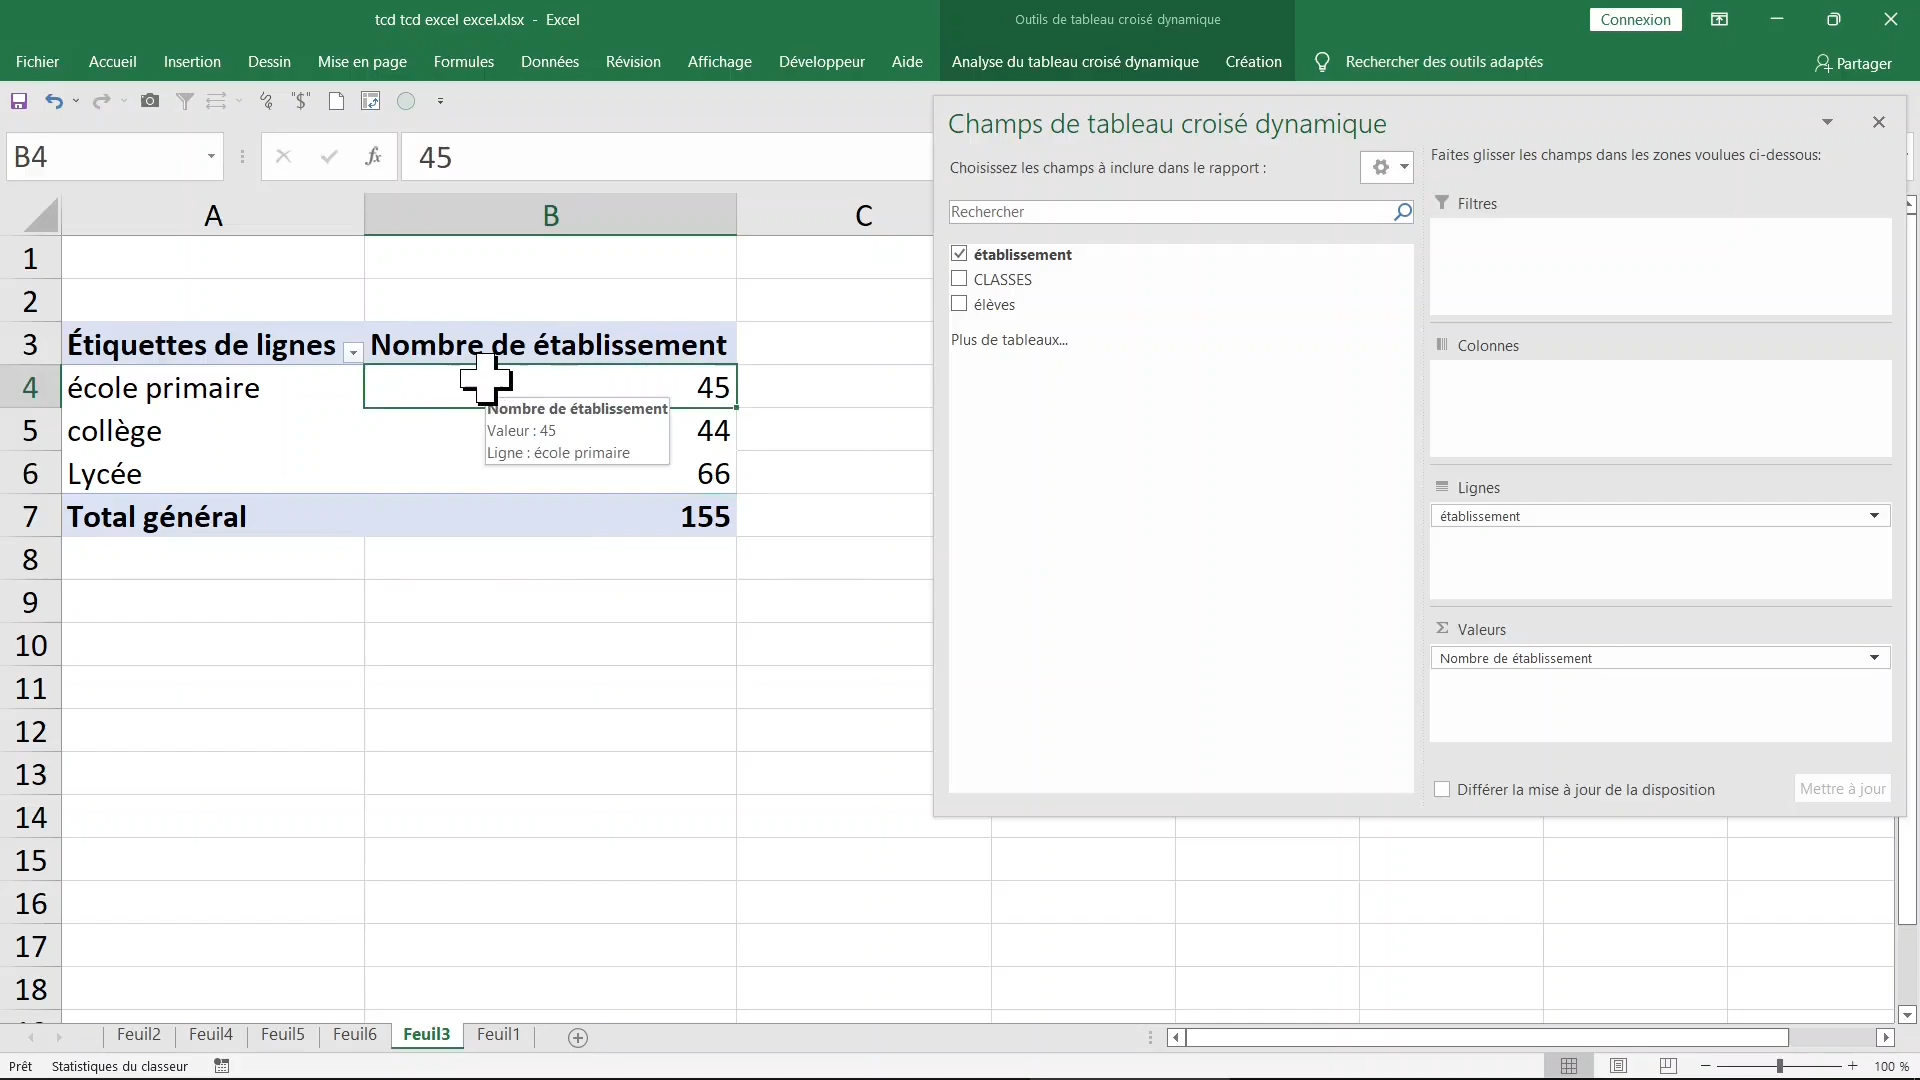 tcd tcd excel excel.xlsx - Excel
Outils de tableau croisé dynamique
Connexion
Fichier Accueil Insertion Dessin Mise en page Formules Données Révision Affichage Développeur Aide Analyse du tableau croisé dynamique Création Rechercher des outils adaptés Partager
"$"
B4 fx 45
A B C
1
2
3 Étiquettes de lignes Nombre de établissement
4 école primaire 45
5 collège 44
6 Lycée 66
7 Total général 155
8
9
10
11
12
13
14
15
16
17
18
Nombre de établissement
Valeur : 45
Ligne : école primaire
Champs de tableau croisé dynamique
Choisissez les champs à inclure dans le rapport :
Rechercher
établissement
CLASSES
élèves
Plus de tableaux...
Faites glisser les champs dans les zones voulues ci-dessous:
Filtres
Colonnes
Lignes
établissement
Σ Valeurs
Nombre de établissement
Différer la mise à jour de la disposition Mettre à jour
Feuil2 Feuil4 Feuil5 Feuil6 Feuil3 Feuil1
Prêt Statistiques du classeur 100 %